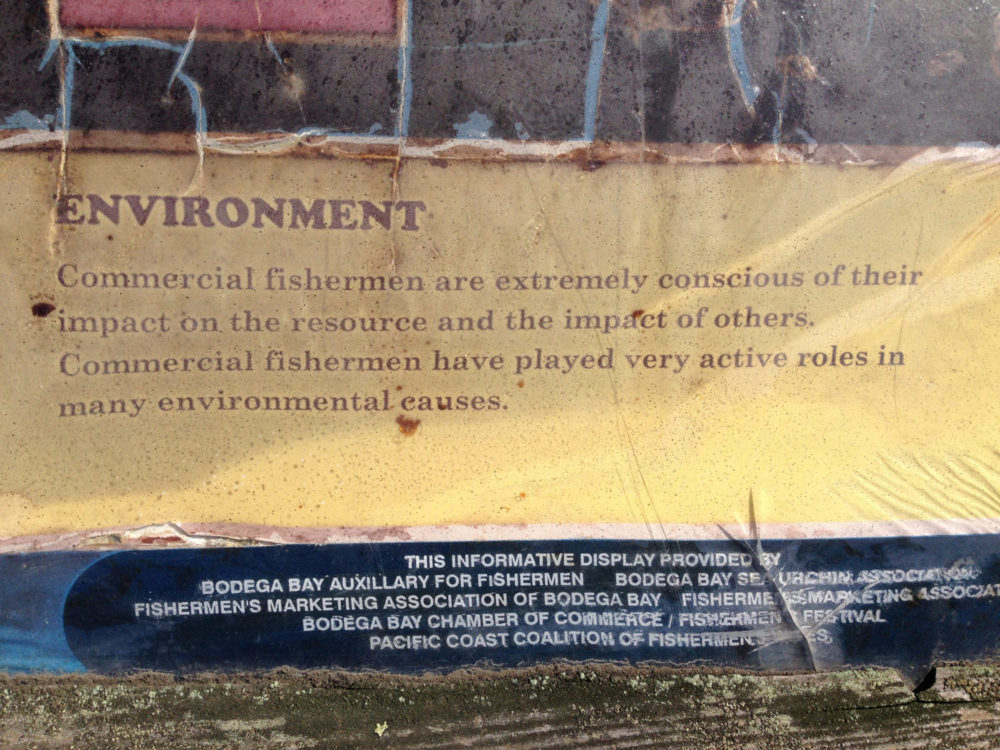 ENVIRONMENT
Commercial fishermen are extremely conscious of their
impact on the resource and the impact of others.
Commercial fishermen have played very active roles in
many environmental causes.
THIS INFORMATIVE DISPLAY PROVIDED BY
BODEGA BAY AUXILLARY FOR FISHERMEN BODEGA BAY SEA URCHIN ASSOCIATION
FISHERMEN'S MARKETING ASSOCIATION OF BODEGA BAY MARKETING
BODEGA BAY CHAMBER OF COMMERCE / FESTIVAL
PACIFIC COAST COALITION OF